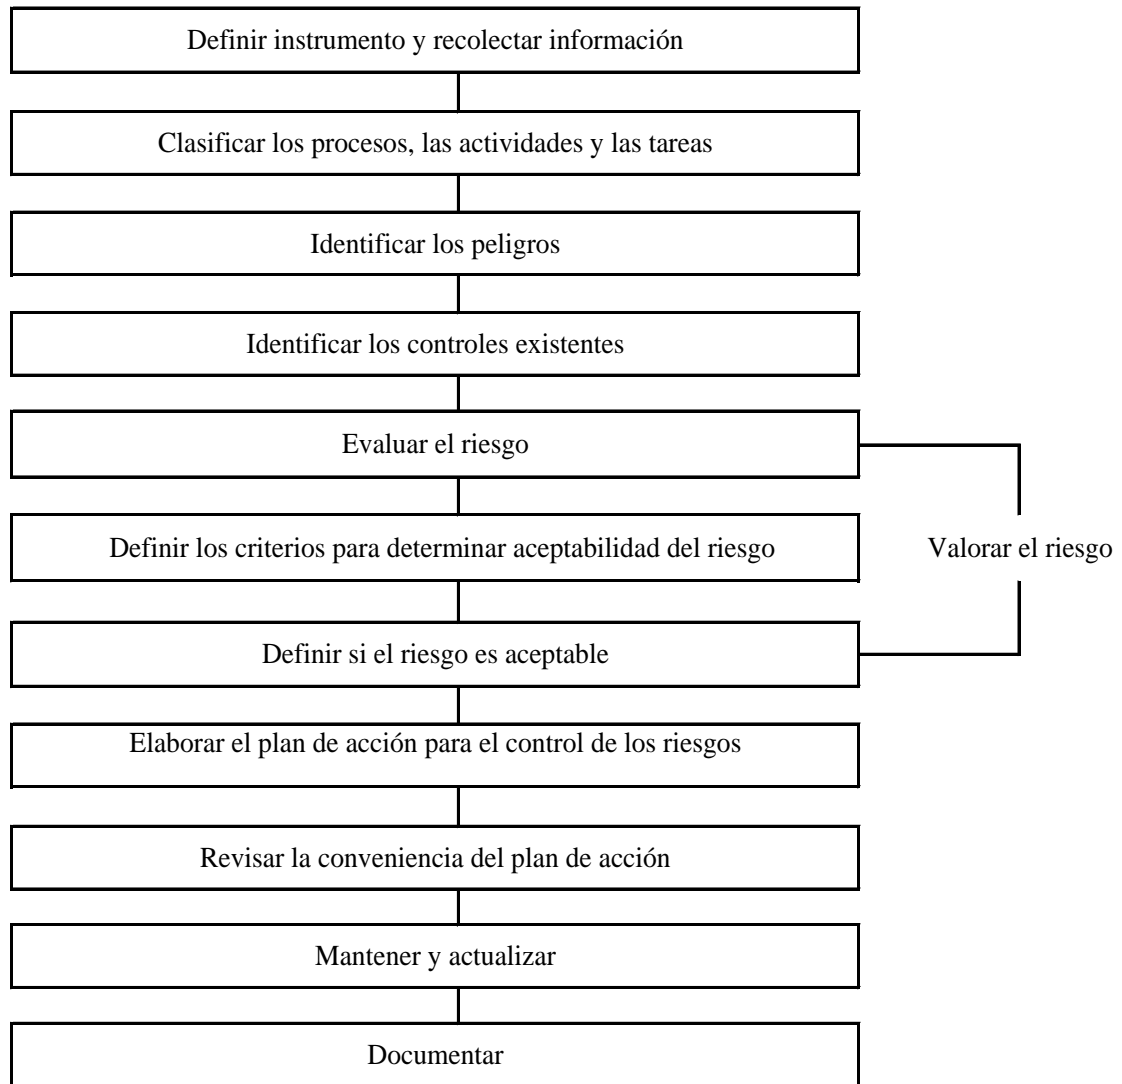 Definir instrumento y recolectar información
Clasificar los procesos, las actividades y las tareas
Identificar los peligros
Identificar los controles existentes
Evaluar el riesgo
Definir los criterios para determinar aceptabilidad del riesgo
Valorar el riesgo
Definir si el riesgo es aceptable
Elaborar el plan de acción para el control de los riesgos
Revisar la conveniencia del plan de acción
Mantener y actualizar
Documentar